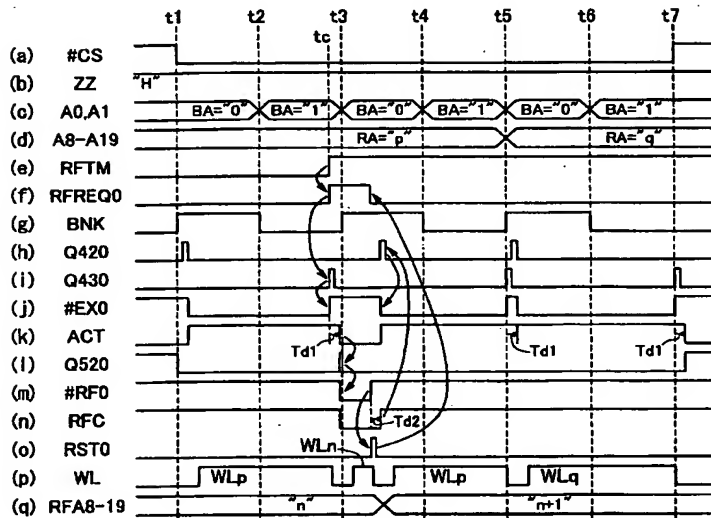 t1 t2 t3 t4 t5 t6 t7
tc
(a) #CS
(b) ZZ "H"
(c) A0,A1 BA="0" BA="1" BA="0" BA="1" BA="0" BA="1"
(d) A8-A19 RA="p" RA="q"
(e) RFTM
(f) RFREQ0
(g) BNK
(h) Q420
(i) Q430
(j) #EX0
(k) ACT
Td1 Td1 Td1
(l) Q520
(m) #RF0
(n) RFC Td2
(o) RST0 WLn
(p) WL WLp WLp WLq
(q) RFA8-19 "n" "n+1"